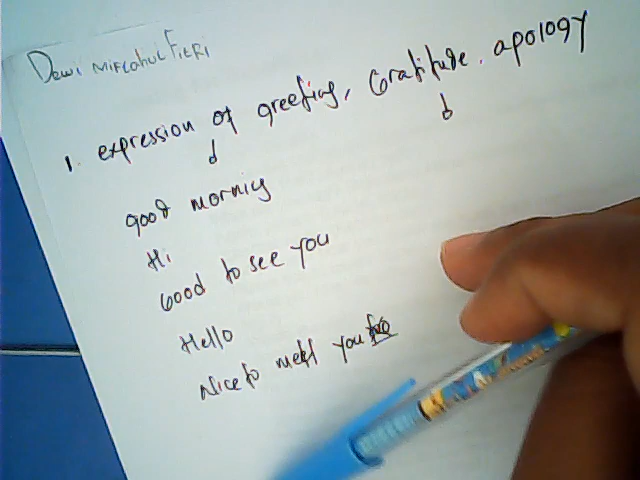 Dewi Miftahul Fitri
1. expression of greeting, Gratitude. apology
good morning
Hi
Good to see you
Hello
Nice to meet you